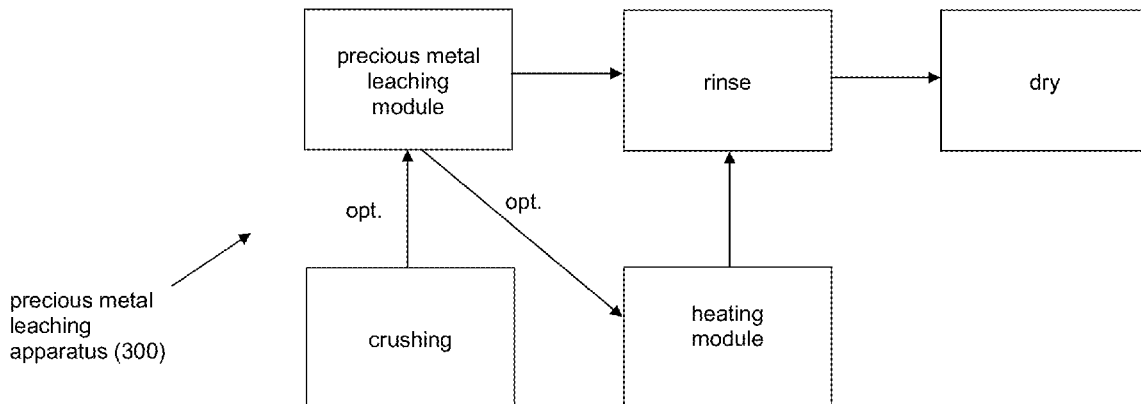 precious metal
leaching
module
rinse
dry
opt.
opt.
precious metal
leaching
apparatus (300)
crushing
heating
module